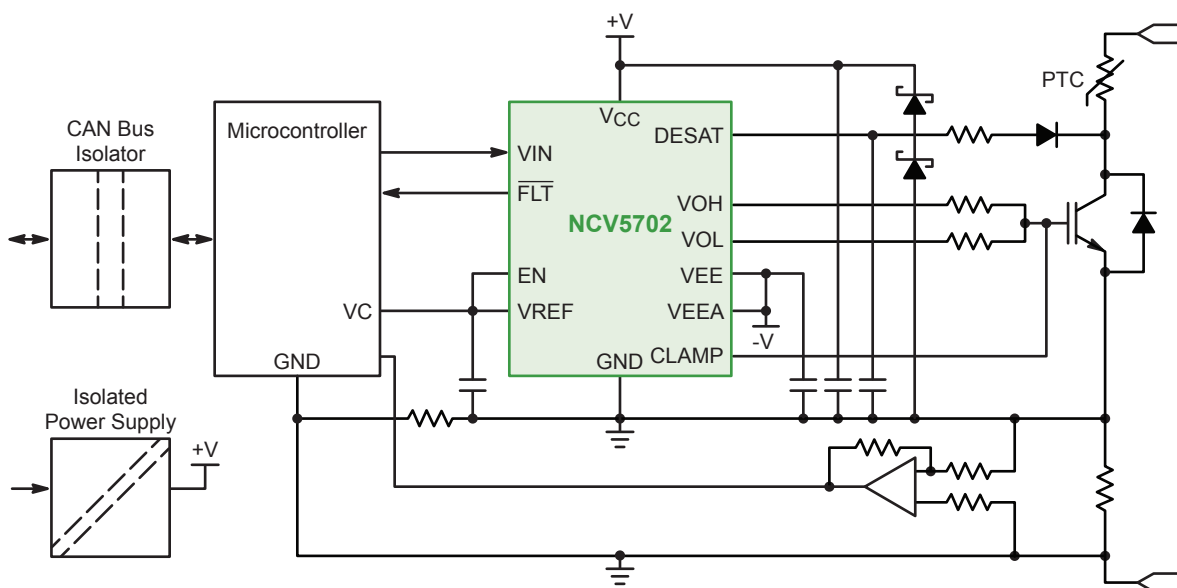 +V
PTC
CAN Bus
Isolator
Microcontroller
VCC
DESAT
VIN
FLT
VOH
NCV5702
VOL
EN
VEE
VC
VREF
VEEA
-V
GND
GND
CLAMP
Isolated
Power Supply
+V